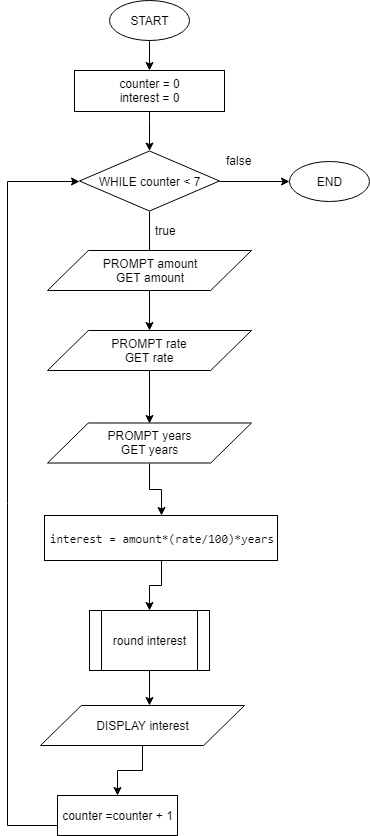 START
counter = 0
interest = 0
WHILE counter < 7
false
END
true
PROMPT amount
GET amount
PROMPT rate
GET rate
PROMPT years
GET years
interest = amount*(rate/100)*years
round interest
DISPLAY interest
counter =counter + 1